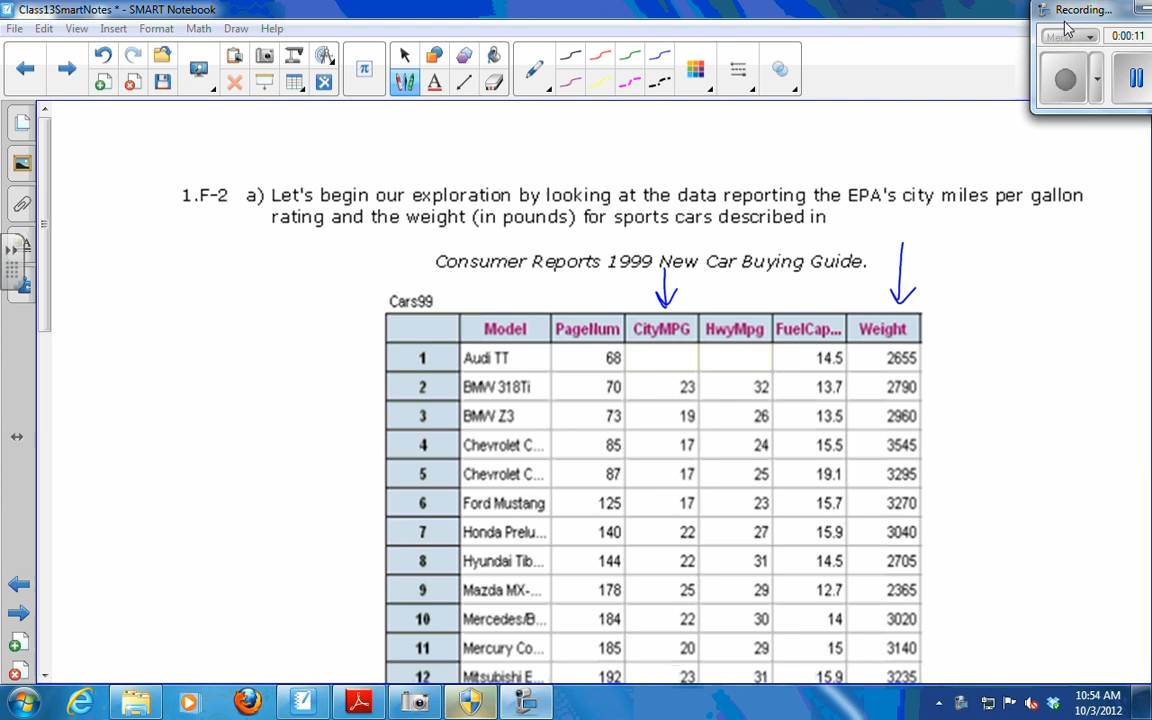 Class13SmartNotes * - SMART Notebook
Recording...
File Edit View Insert Format Math Draw Help
0:00:11
1.F-2 a) Let's begin our exploration by looking at the data reporting the EPA's city miles per gallon
rating and the weight (in pounds) for sports cars described in
Consumer Reports 1999 New Car Buying Guide.
Cars99
Model PageNum CityMPG HwyMpg FuelCap... Weight
1 Audi TT 68 14.5 2655
2 BMW 318Ti 70 23 32 13.7 2790
3 BMW Z3 73 19 26 13.5 2960
4 Chevrolet C... 85 17 24 15.5 3545
5 Chevrolet C... 87 17 25 19.1 3295
6 Ford Mustang 125 17 23 15.7 3270
7 Honda Prelu... 140 22 27 15.9 3040
8 Hyundai Tib... 144 22 31 14.5 2705
9 Mazda MX-... 178 25 29 12.7 2365
10 Mercedes/B... 184 22 30 14 3020
11 Mercury Co... 185 20 29 15 3140
12 Mitsubishi E... 192 23 31 15.9 3235
10:54 AM
10/3/2012